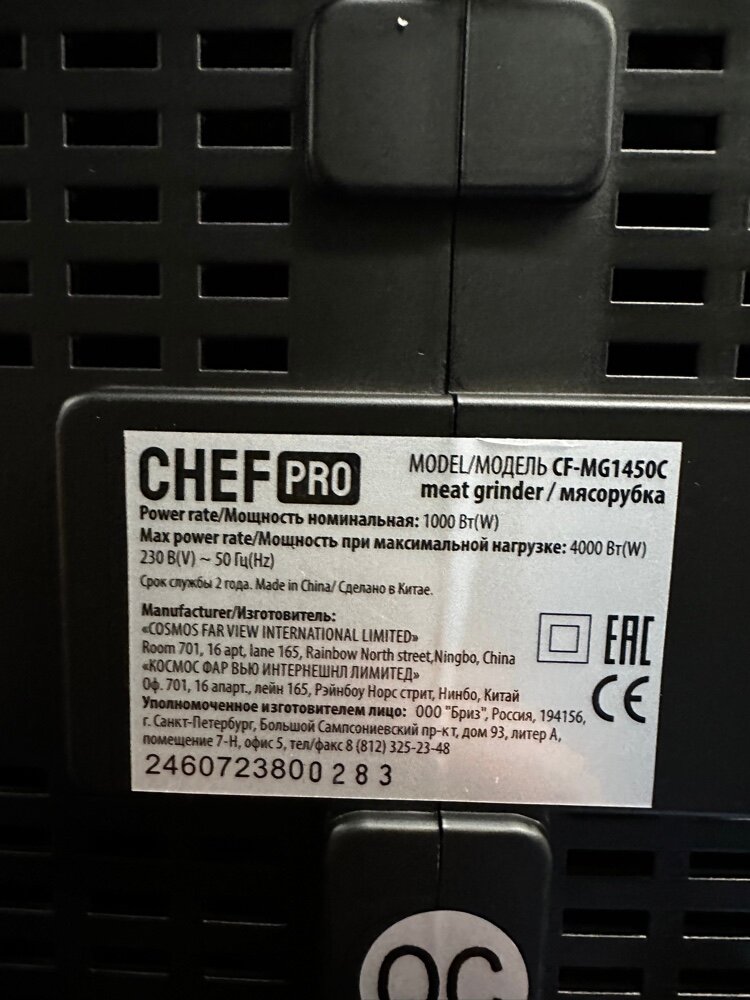 CHEF PRO
MODEL/МОДЕЛЬ CF-MG1450C
meat grinder / мясорубка
Power rate/Мощность номинальная: 1000 Вт(W)
Max power rate/Мощность при максимальной нагрузке: 4000 Вт(W)
230 В(V) ~ 50 Гц(Hz)
Срок службы 2 года. Made in China/ Сделано в Китае.
Manufacturer/Изготовитель:
«COSMOS FAR VIEW INTERNATIONAL LIMITED»
Room 701, 16 apt, lane 165, Rainbow North street,Ningbo, China
«КОСМОС ФАР ВЬЮ ИНТЕРНЕШНЛ ЛИМИТЕД»
Оф. 701, 16 апарт., лейн 165, Рэйнбоу Норс стрит, Нинбо, Китай
EAC
CE
Уполномоченное изготовителем лицо: ООО "Бриз", Россия, 194156,
г. Санкт-Петербург, Большой Сампсониевский пр-кт, дом 93, литер А,
помещение 7-Н, офис 5, тел/факс 8 (812) 325-23-48
2460723800283
QC